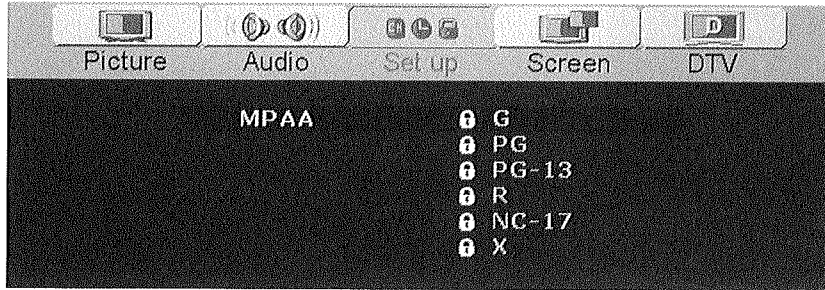 Picture Audio Set up Screen DTV
MPAA G
PG
PG-13
R
NC-17
X